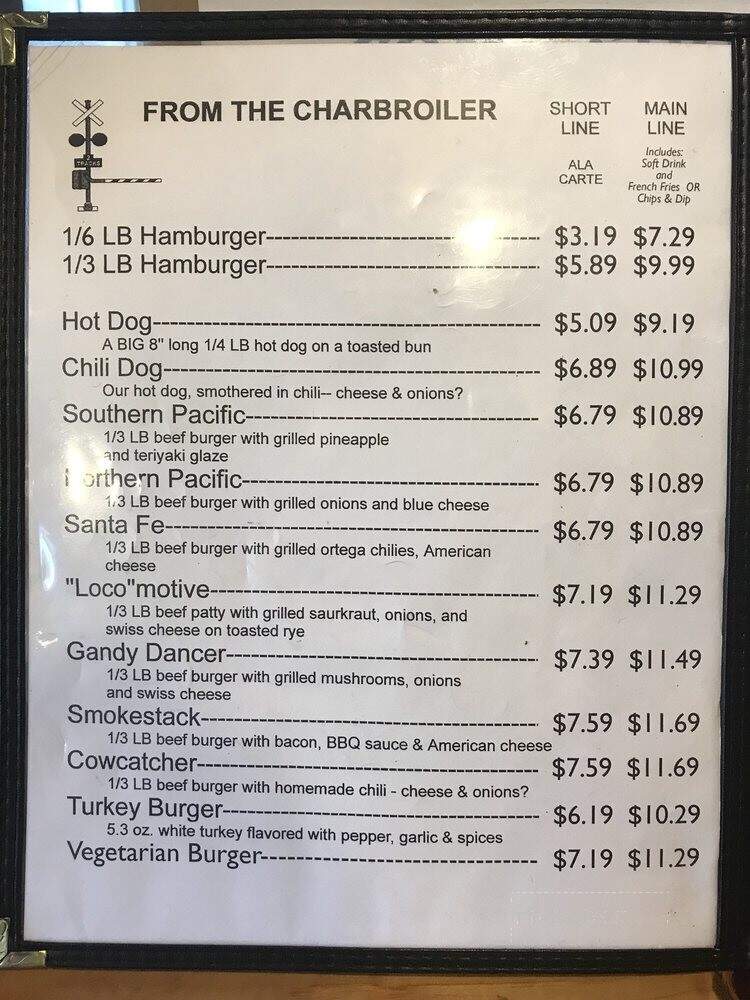 FROM THE CHARBROILER
SHORT LINE
ALA CARTE
MAIN LINE
Includes:
Soft Drink
and
French Fries OR
Chips & Dip
TRACKS
1/6 LB Hamburger $3.19 $7.29
1/3 LB Hamburger $5.89 $9.99
Hot Dog $5.09 $9.19
A BIG 8" long 1/4 LB hot dog on a toasted bun
Chili Dog $6.89 $10.99
Our hot dog, smothered in chili-- cheese & onions?
Southern Pacific $6.79 $10.89
1/3 LB beef burger with grilled pineapple
and teriyaki glaze
Northern Pacific $6.79 $10.89
1/3 LB beef burger with grilled onions and blue cheese
Santa Fe $6.79 $10.89
1/3 LB beef burger with grilled ortega chilies, American
cheese
"Loco"motive $7.19 $11.29
1/3 LB beef patty with grilled saurkraut, onions, and
swiss cheese on toasted rye
Gandy Dancer $7.39 $11.49
1/3 LB beef burger with grilled mushrooms, onions
and swiss cheese
Smokestack $7.59 $11.69
1/3 LB beef burger with bacon, BBQ sauce & American cheese
Cowcatcher $7.59 $11.69
1/3 LB beef burger with homemade chili - cheese & onions?
Turkey Burger $6.19 $10.29
5.3 oz. white turkey flavored with pepper, garlic & spices
Vegetarian Burger $7.19 $11.29